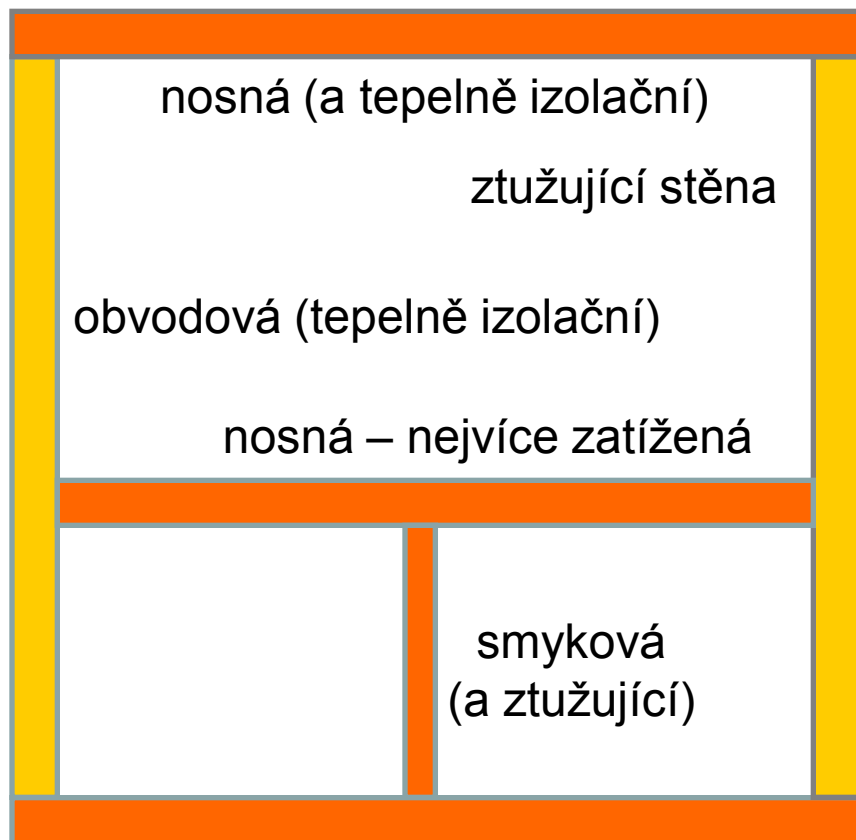 nosná (a tepelně izolační)
ztužující stěna
obvodová (tepelně izolační)
nosná – nejvíce zatížená
smyková
(a ztužující)